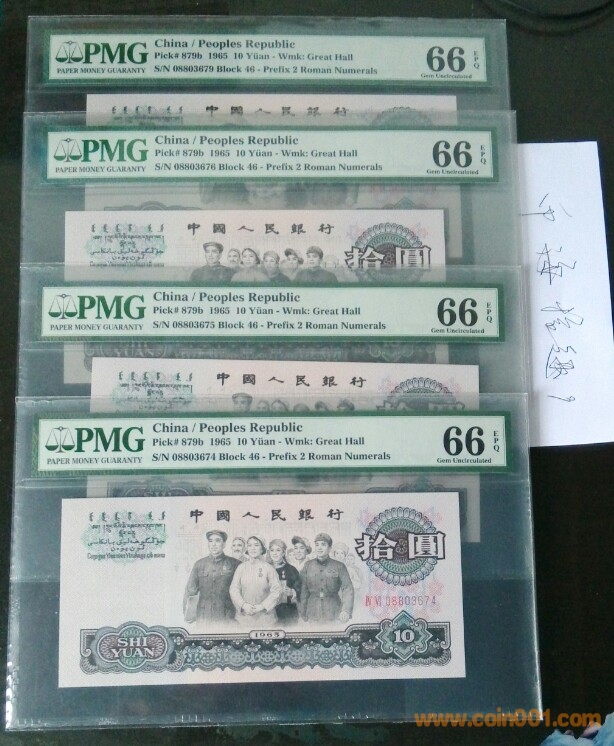 PMG
PAPER MONEY GUARANTY
China / Peoples Republic
Pick# 879b 1965 10 Yüan - Wmk: Great Hall
S/N 08803679 Block 46 - Prefix 2 Roman Numerals
66
EPQ
Gem Uncirculated
中國人民銀行
PMG
PAPER MONEY GUARANTY
China / Peoples Republic
Pick# 879b 1965 10 Yüan - Wmk: Great Hall
S/N 08803676 Block 46 - Prefix 2 Roman Numerals
66
EPQ
Gem Uncirculated
中國人民銀行
拾圓
PMG
PAPER MONEY GUARANTY
China / Peoples Republic
Pick# 879b 1965 10 Yüan - Wmk: Great Hall
S/N 08803675 Block 46 - Prefix 2 Roman Numerals
66
EPQ
Gem Uncirculated
中國人民銀行
PMG
PAPER MONEY GUARANTY
China / Peoples Republic
Pick# 879b 1965 10 Yüan - Wmk: Great Hall
S/N 08803674 Block 46 - Prefix 2 Roman Numerals
66
EPQ
Gem Uncirculated
中國人民銀行
拾圓
IV VI 08803674
1965
SHI
YUAN
10
www.coin001.com